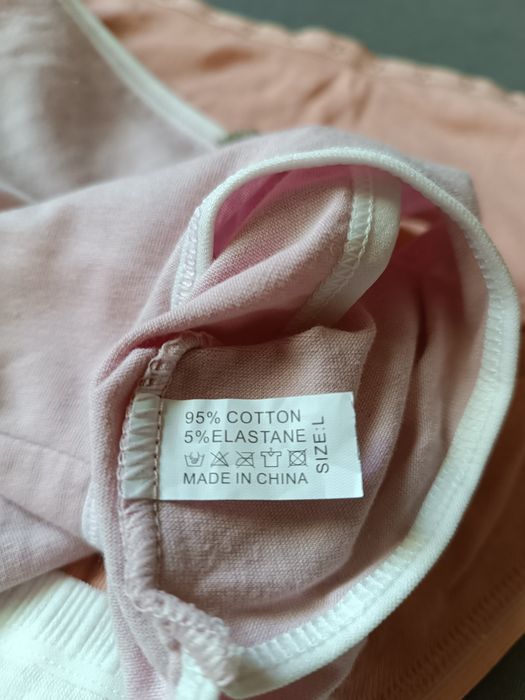 95% COTTON
5%ELASTANE
MADE IN CHINA
SIZE:L